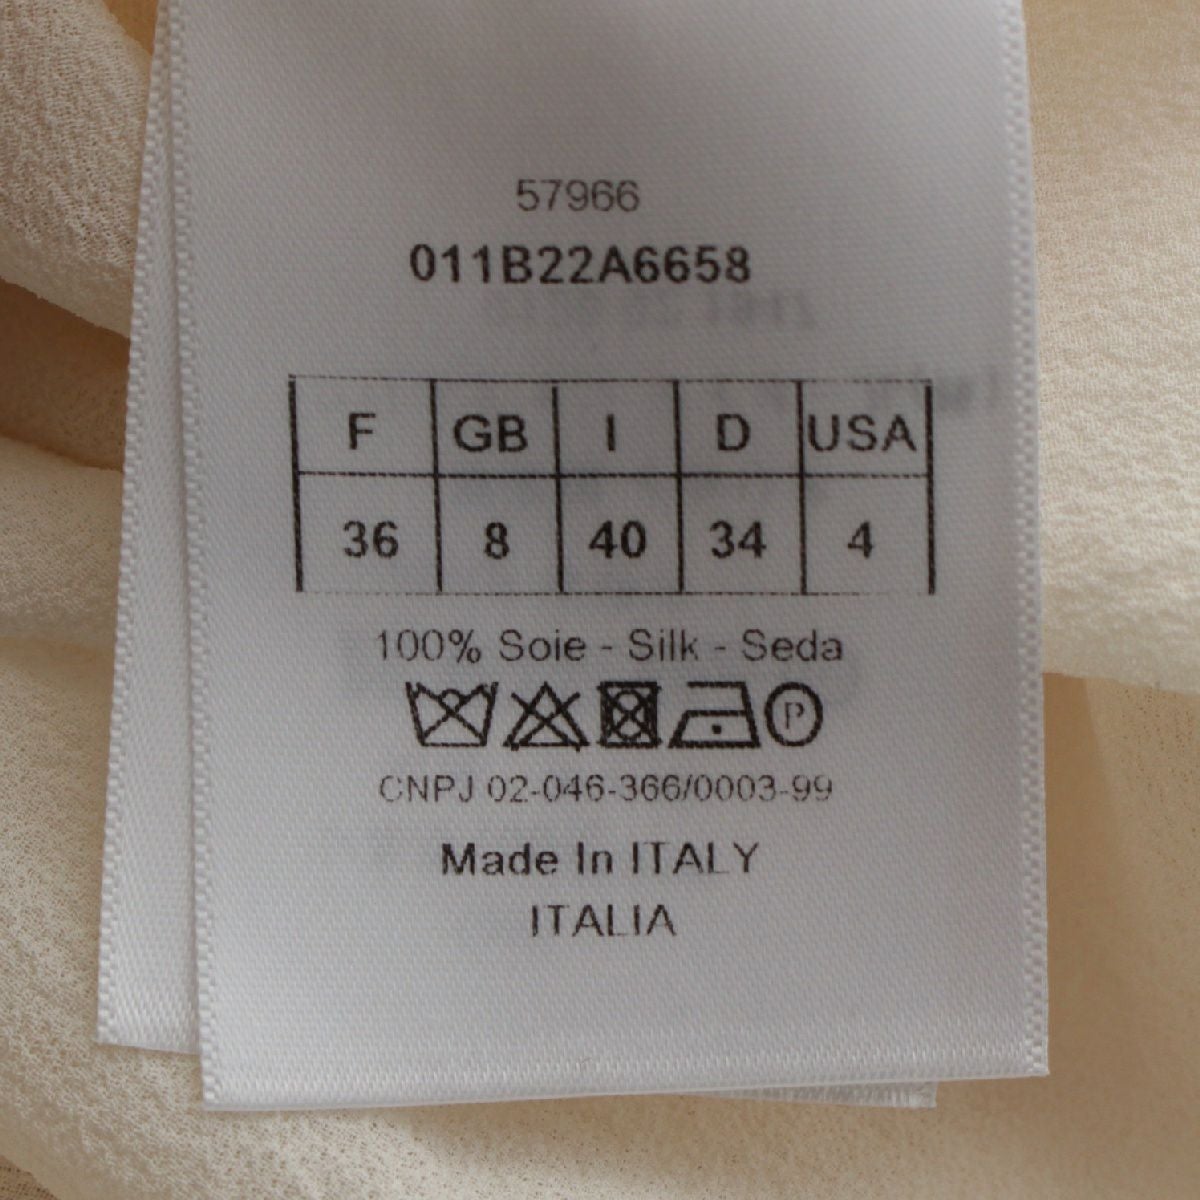 57966
011B22A6658
F GB I D USA
36 8 40 34 4
100% Soie - Silk - Seda
P
CNPJ 02-046-366/0003-99
Made In ITALY
ITALIA